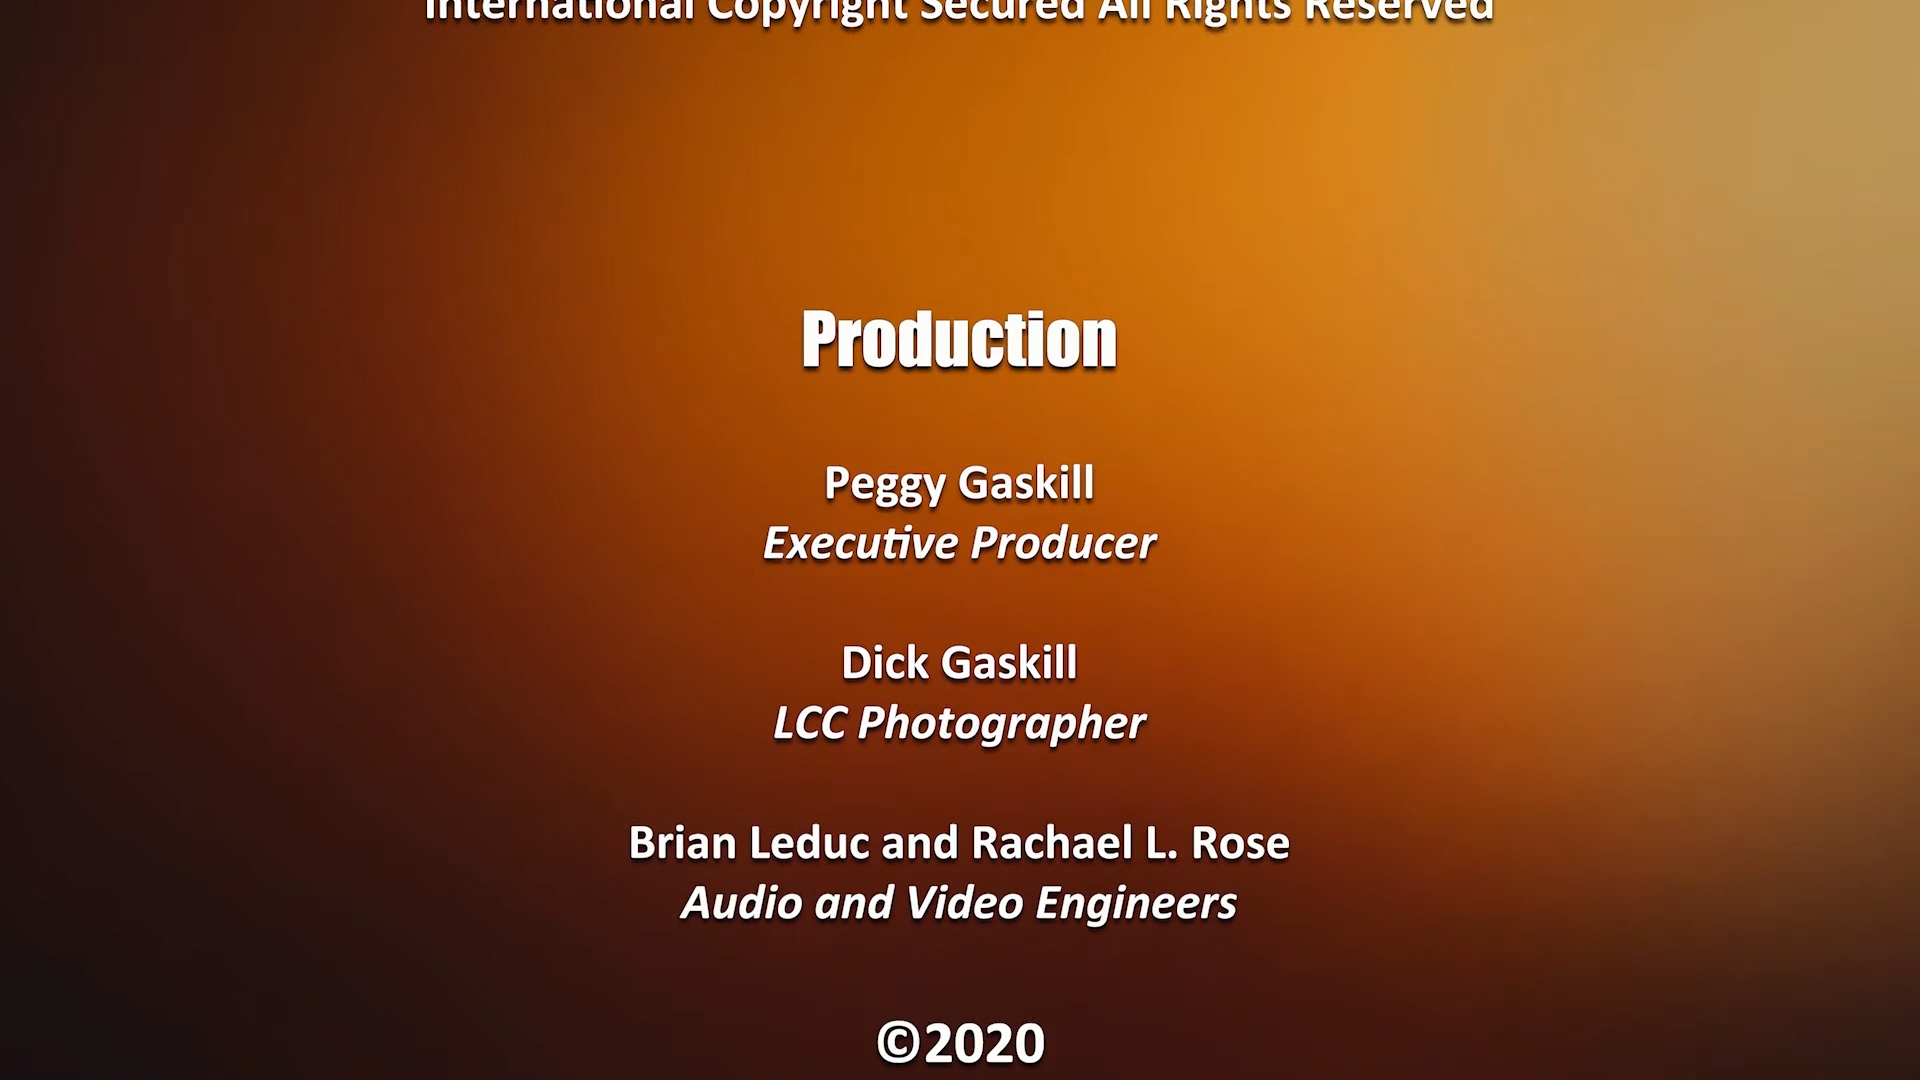 International Copyright Secured All Rights Reserved
Production
Peggy Gaskill
Executive Producer
Dick Gaskill
LCC Photographer
Brian Leduc and Rachael L. Rose
Audio and Video Engineers
©2020